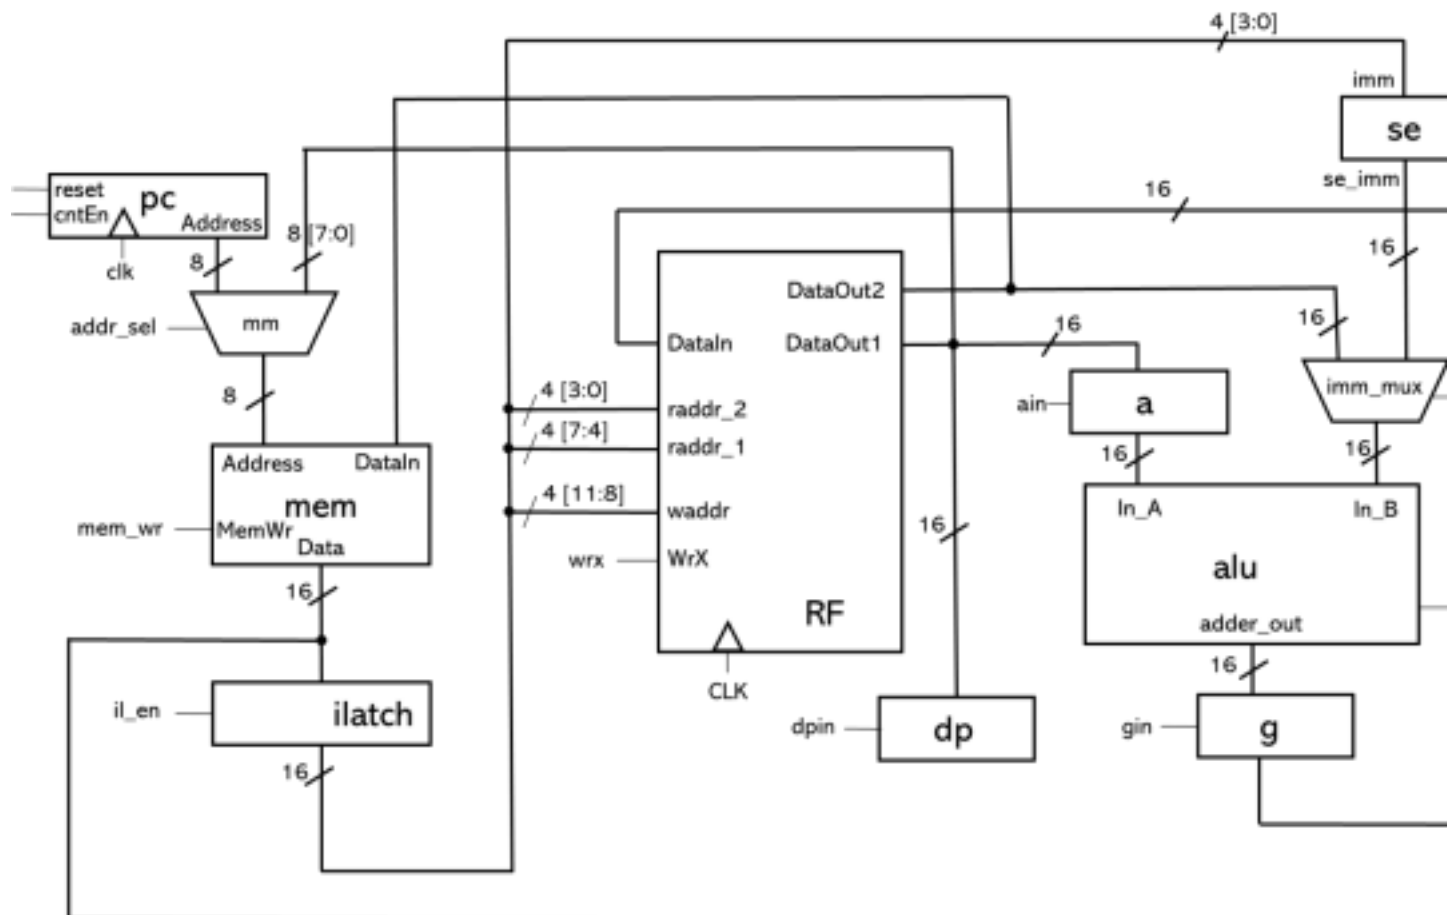 4 [3:0]
imm
se
se_imm
16
16
reset
pc
cntEn
Address
clk
8
8 [7:0]
addr_sel
mm
8
Address
DataIn
mem
mem_wr
MemWr
Data
16
il_en
ilatch
16
DataOut2
DataIn
DataOut1
4 [3:0]
raddr_2
4 [7:4]
raddr_1
4 [11:8]
waddr
wrx
WrX
RF
CLK
16
16
dpin
dp
ain
a
16
16
imm_mux
16
In_A
In_B
alu
adder_out
16
gin
g